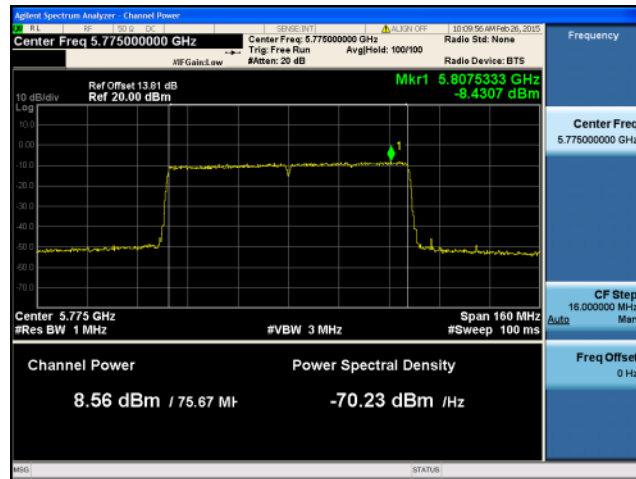 Agilent Spectrum Analyzer - Channel Power
RL RF 50 Ω DC SENSE:INT ALIGN OFF 10:09:56 AM Feb 26, 2015
Center Freq 5.775000000 GHz
Center Freq: 5.775000000 GHz
Radio Std: None
Trig: Free Run Avg|Hold: 100/100
#IFGain:Low
#Atten: 20 dB
Radio Device: BTS
Frequency
Mkr1 5.8075333 GHz
-8.4307 dBm
Ref Offset 13.81 dB
10 dB/div
Ref 20.00 dBm
Log
10.0
0.00
-10.0
-20.0
-30.0
-40.0
-50.0
-60.0
-70.0
1
Center Freq
5.775000000 GHz
Center 5.775 GHz
Span 160 MHz
#Res BW 1 MHz
#VBW 3 MHz
#Sweep 100 ms
CF Step
16.000000 MHz
Auto Man
Channel Power
Power Spectral Density
8.56 dBm / 75.67 MH
-70.23 dBm /Hz
Freq Offset
0 Hz
MSG
STATUS